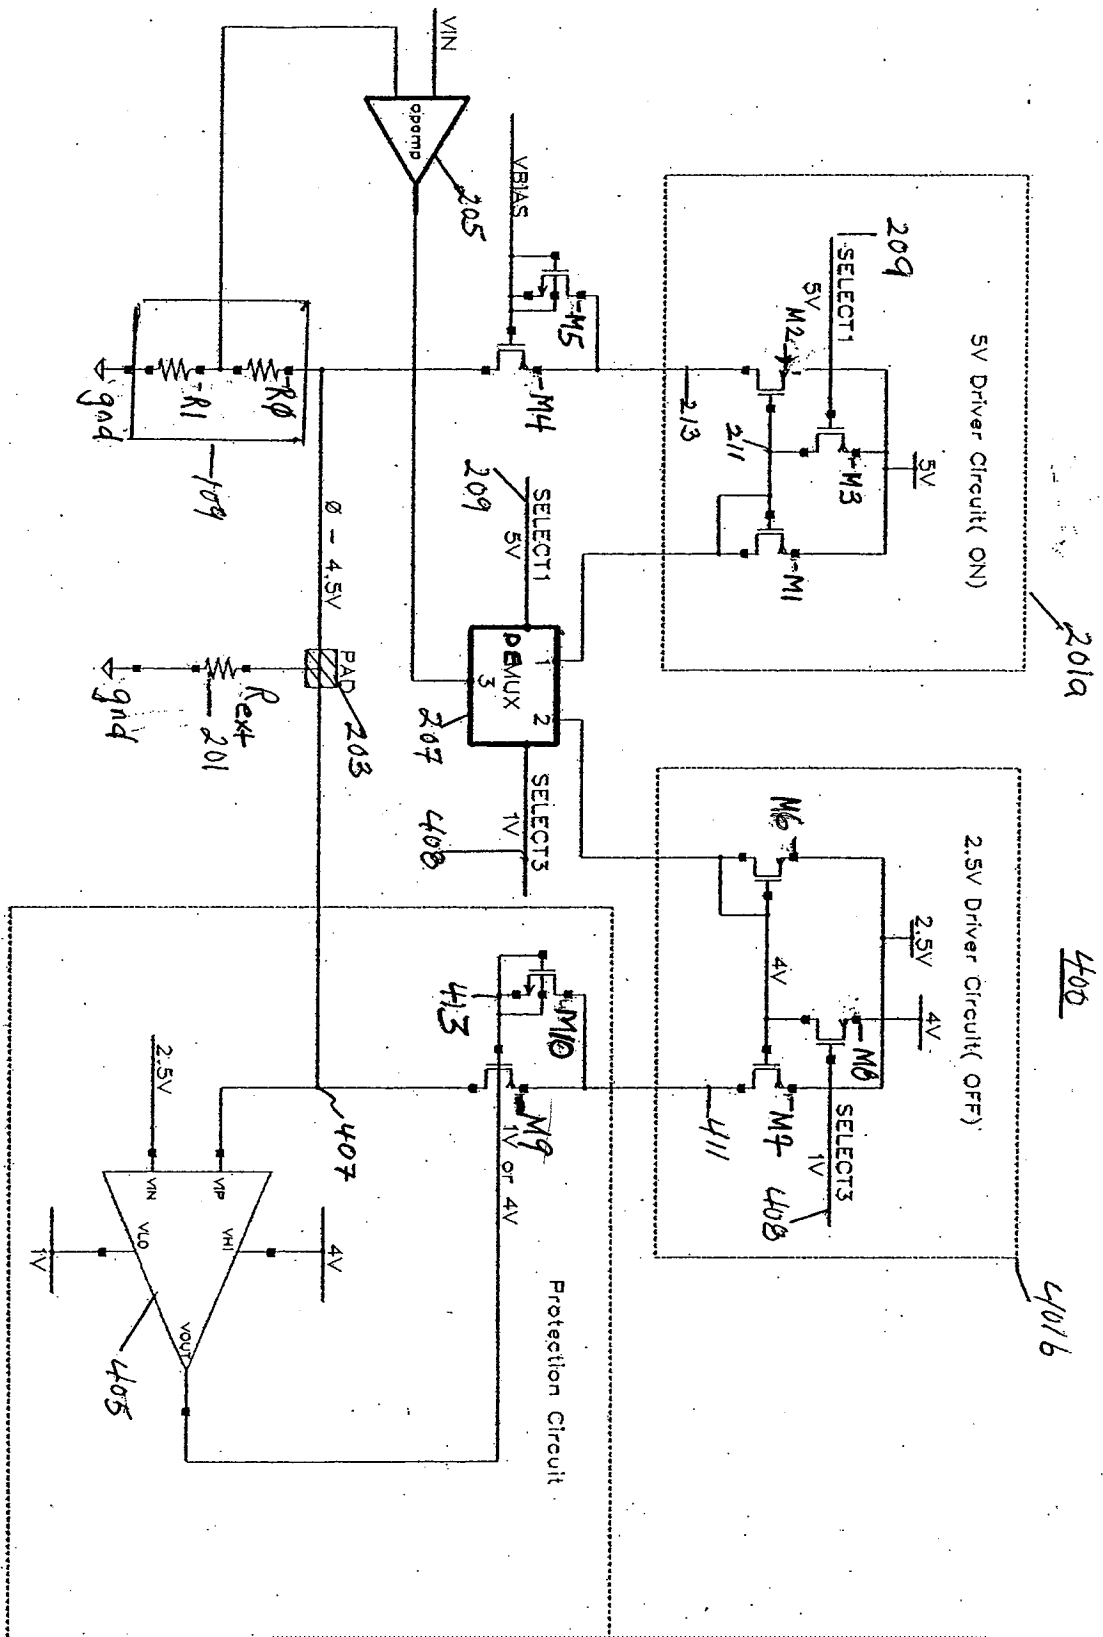 400
201a
5V Driver Circuit( ON)
5V
209
SELECT1
5V
M2
M3
M1
211
213
401b
2.5V Driver Circuit( OFF)
2.5V
4V
M6
M8
4V
M7
SELECT3
1V
408
411
VBIAS
M5
M4
VIN
opamp
205
209
SELECT1
5V
DEMUX
1
2
3
207
SELECT3
1V
408
RØ
R1
gnd
109
Ø - 4.5V
PAD
203
Rext
201
gnd
Protection Circuit
M10
413
M9
1V or 4V
407
2.5V
VIP
VIN
VHI
VLO
VOUT
4V
1V
405